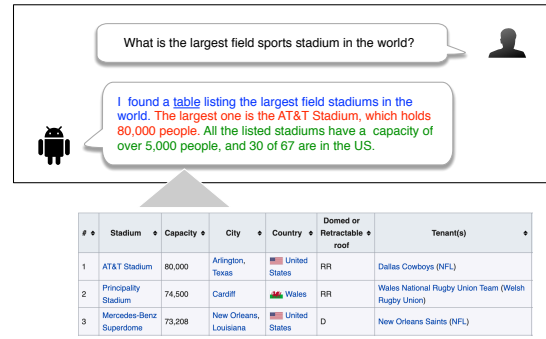 What is the largest field sports stadium in the world?
I found a table listing the largest field stadiums in the
world. The largest one is the AT&T Stadium, which holds
80,000 people. All the listed stadiums have a capacity of
over 5,000 people, and 30 of 67 are in the US.
# Stadium Capacity City Country Domed or Retractable roof Tenant(s)
1 AT&T Stadium 80,000 Arlington, Texas United States RR Dallas Cowboys (NFL)
2 Principality Stadium 74,500 Cardiff Wales RR Wales National Rugby Union Team (Welsh Rugby Union)
3 Mercedes-Benz Superdome 73,208 New Orleans, Louisiana United States D New Orleans Saints (NFL)